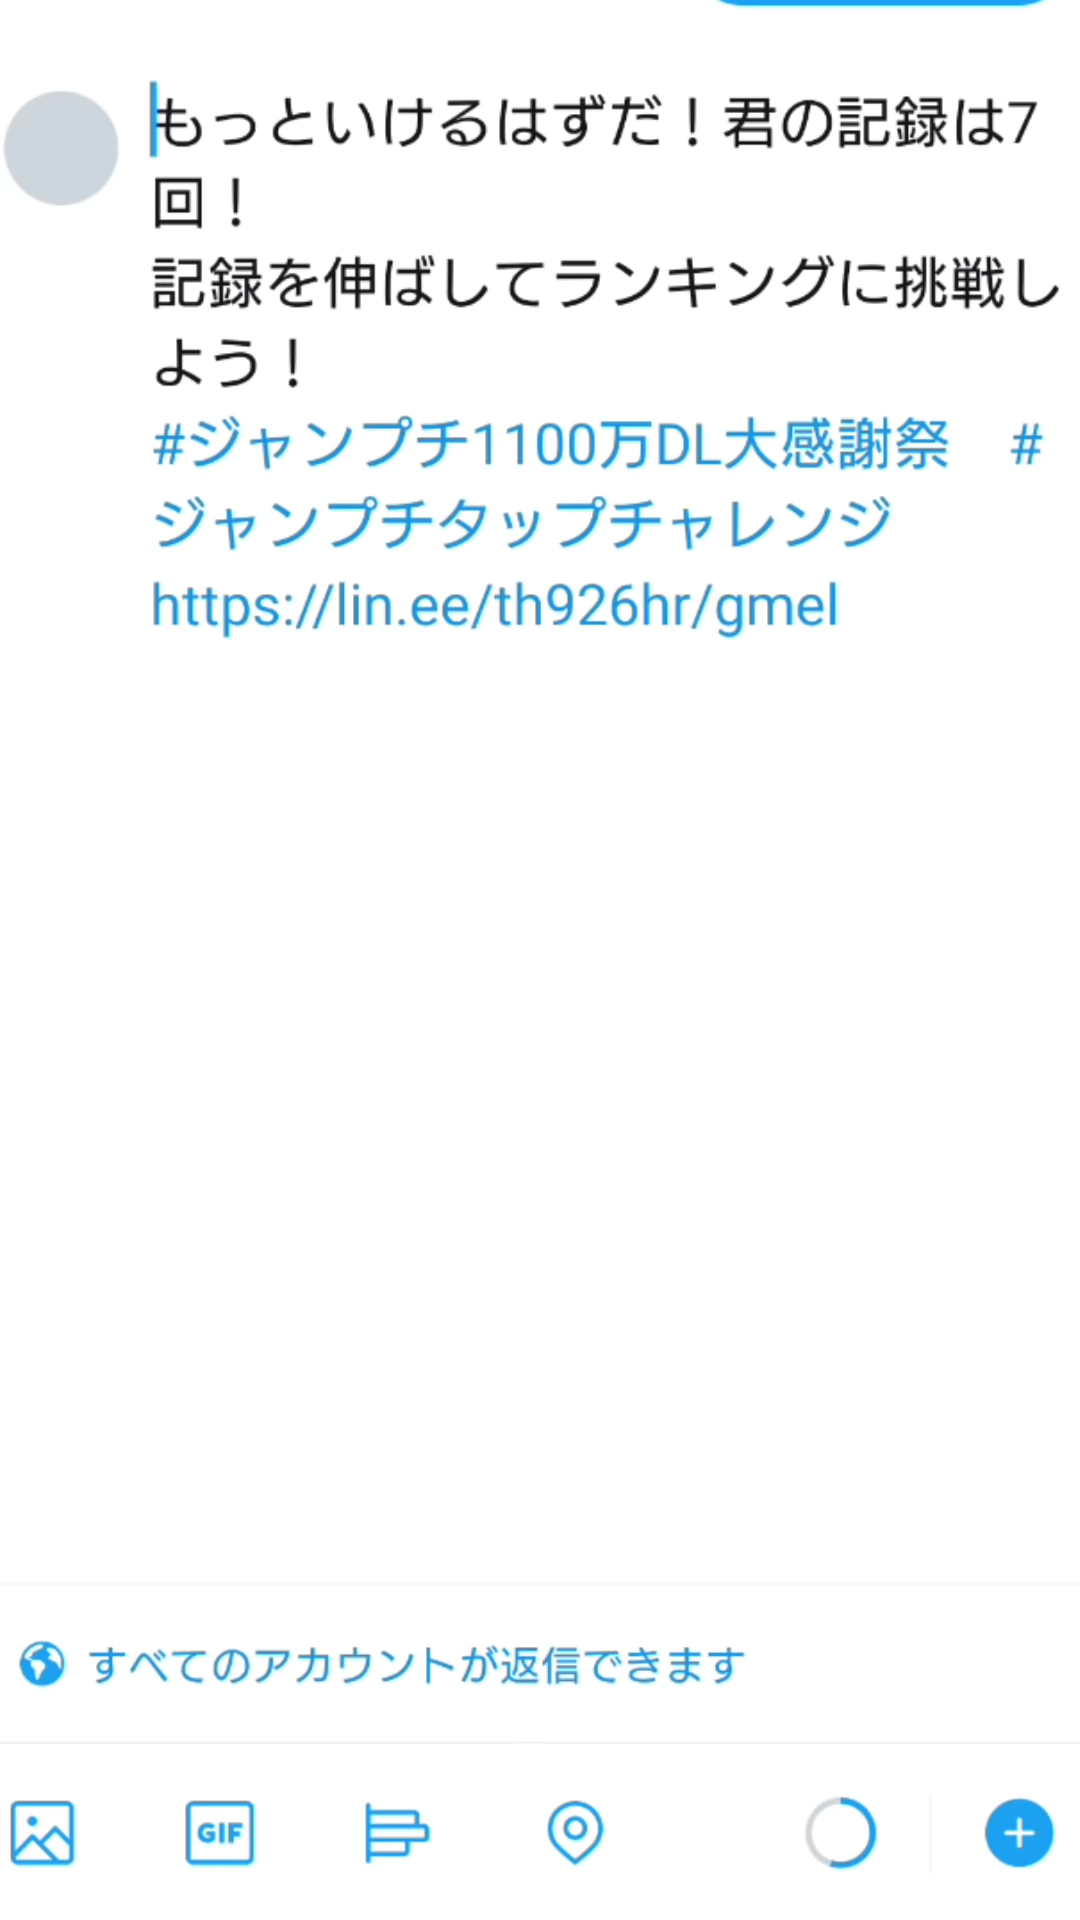 もっといけるはずだ！君の記録は7
回！
記録を伸ばしてランキングに挑戦し
よう！
#ジャンプチ1100万DL大感謝祭　#
ジャンプチタップチャレンジ
https://lin.ee/th926hr/gmel
すべてのアカウントが返信できます
GIF